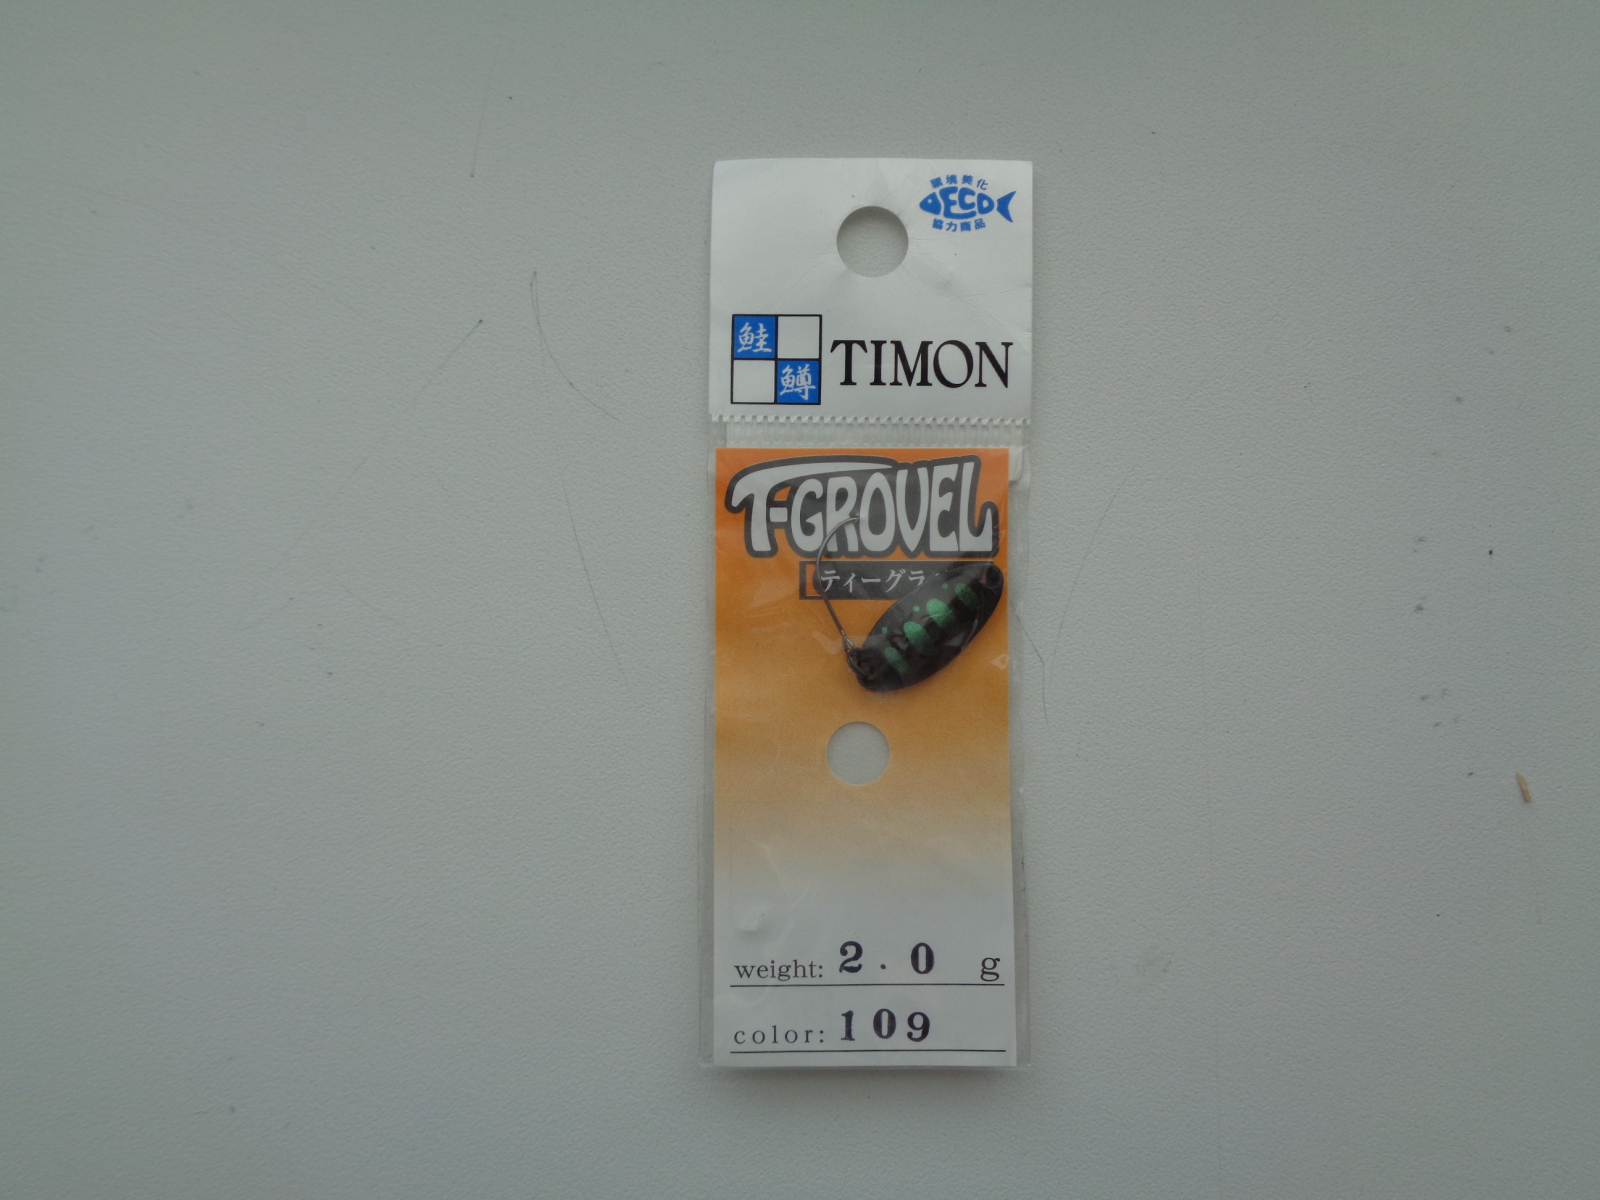 環境美化
ECO
協力商品
鮭
鱒
TIMON
T-GROVEL
ティーグラ
weight: 2.0 g
color: 109